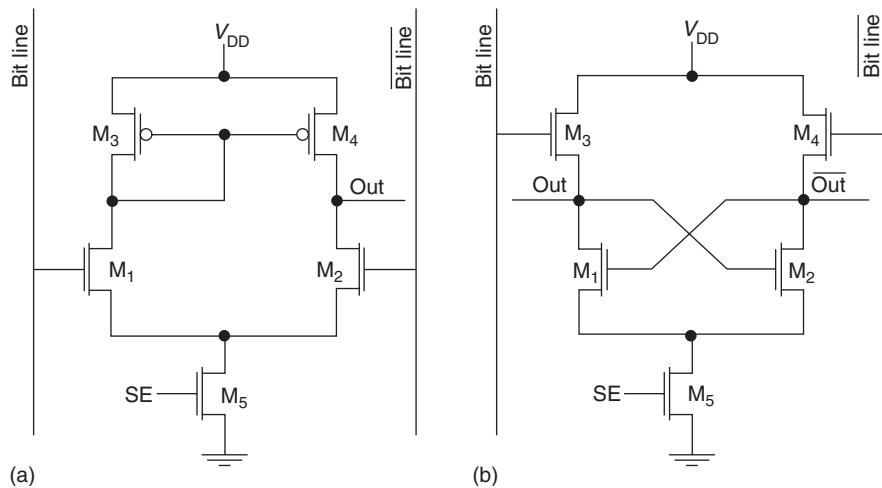 Bit line
V_DD
Bit line
M₃
M₄
Out
M₁
M₂
SE
M₅
(a)
Bit line
V_DD
Bit line
M₃
M₄
Out
Out
M₁
M₂
SE
M₅
(b)